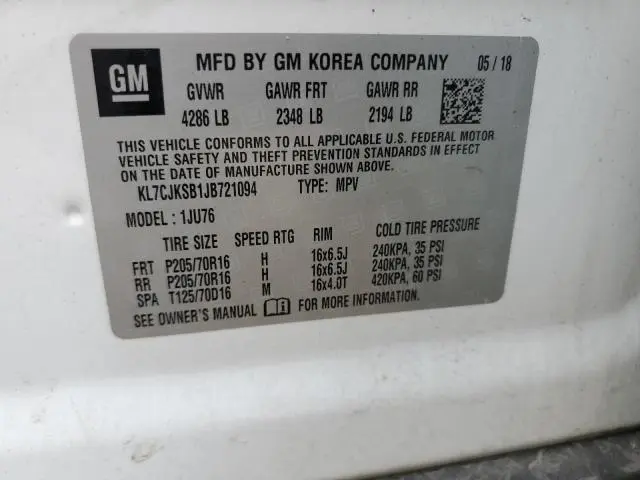 GM MFD BY GM KOREA COMPANY 05/18
GVWR GAWR FRT GAWR RR
4286 LB 2348 LB 2194 LB
THIS VEHICLE CONFORMS TO ALL APPLICABLE U.S. FEDERAL MOTOR
VEHICLE SAFETY AND THEFT PREVENTION STANDARDS IN EFFECT
ON THE DATE OF MANUFACTURE SHOWN ABOVE.
KL7CJKSB1JB721094 TYPE: MPV
MODEL: 1JU76
TIRE SIZE SPEED RTG RIM COLD TIRE PRESSURE
FRT P205/70R16 H 16x6.5J 240KPA, 35 PSI
RR P205/70R16 H 16x6.5J 240KPA, 35 PSI
SPA T125/70D16 M 16x4.0T 420KPA, 60 PSI
SEE OWNER'S MANUAL FOR MORE INFORMATION.